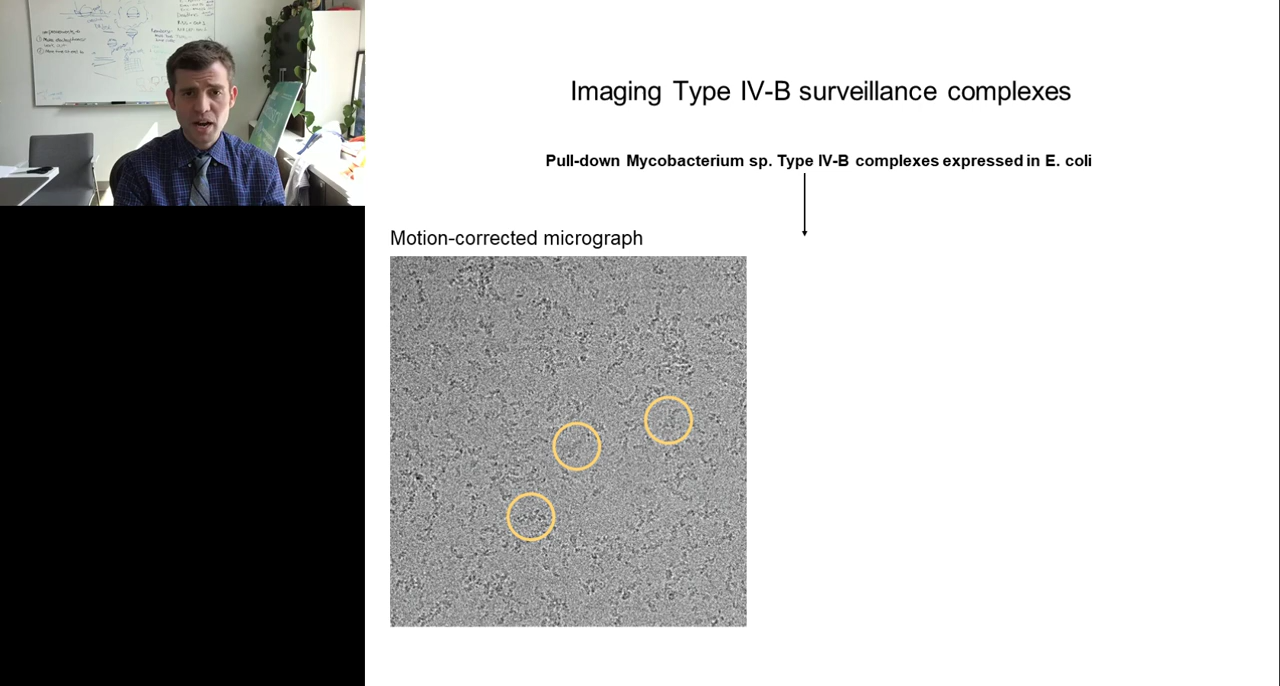 Imaging Type IV-B surveillance complexes
Pull-down Mycobacterium sp. Type IV-B complexes expressed in E. coli
Motion-corrected micrograph